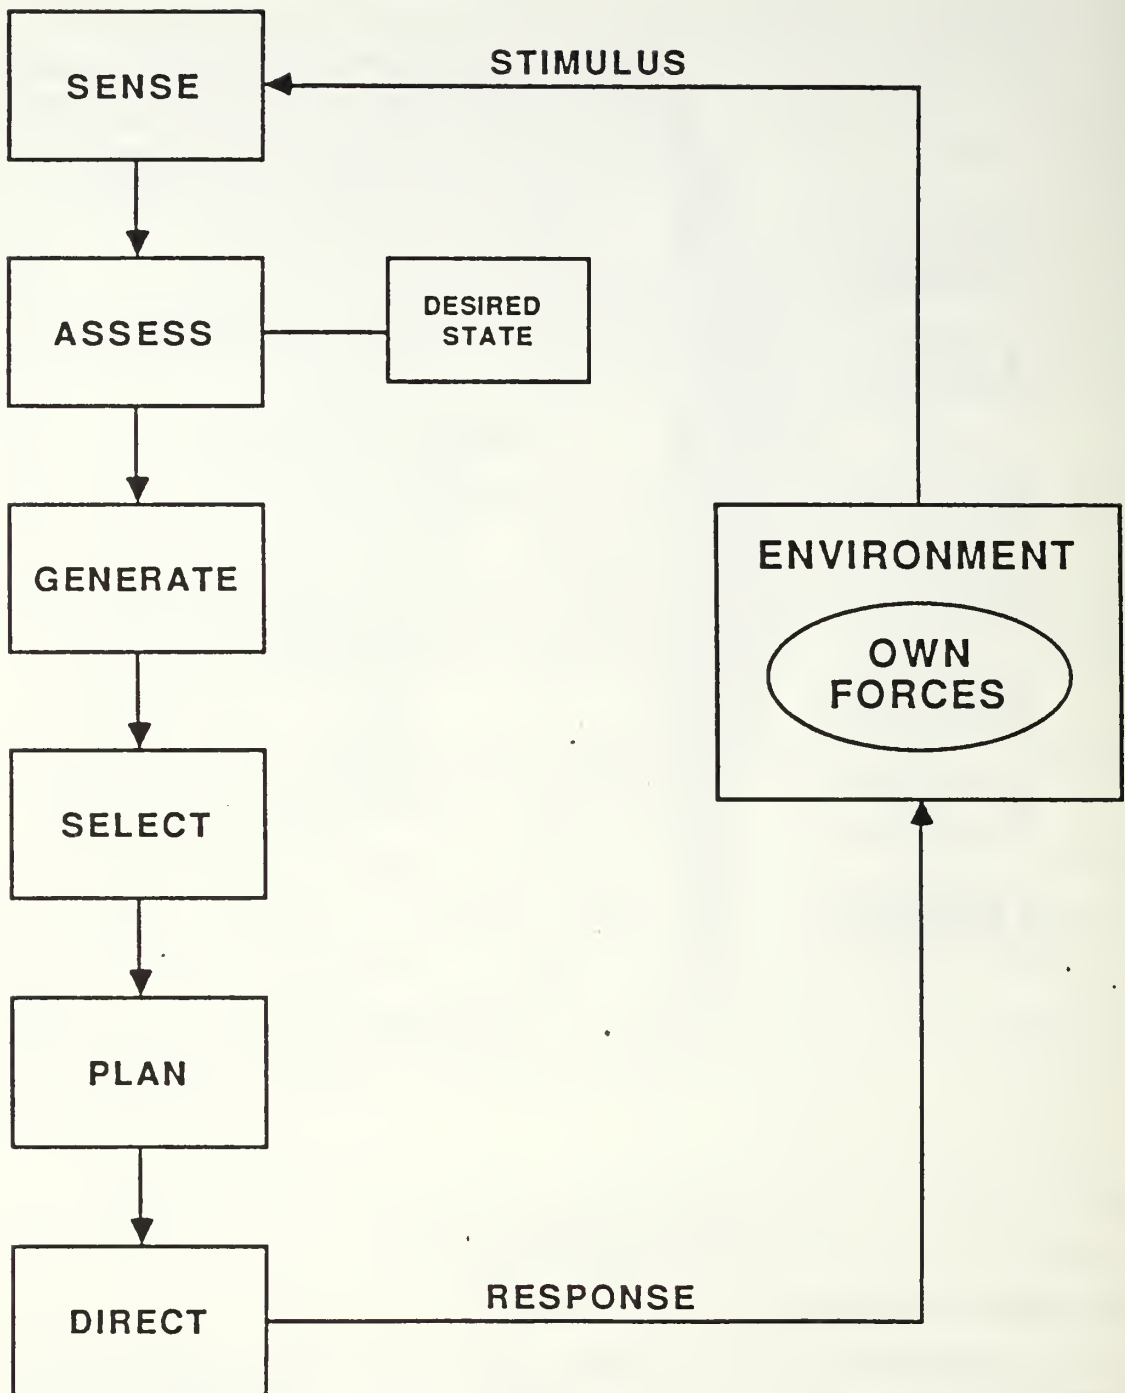 STIMULUS
SENSE
ASSESS
DESIRED
STATE
GENERATE
ENVIRONMENT
OWN
FORCES
SELECT
PLAN
RESPONSE
DIRECT